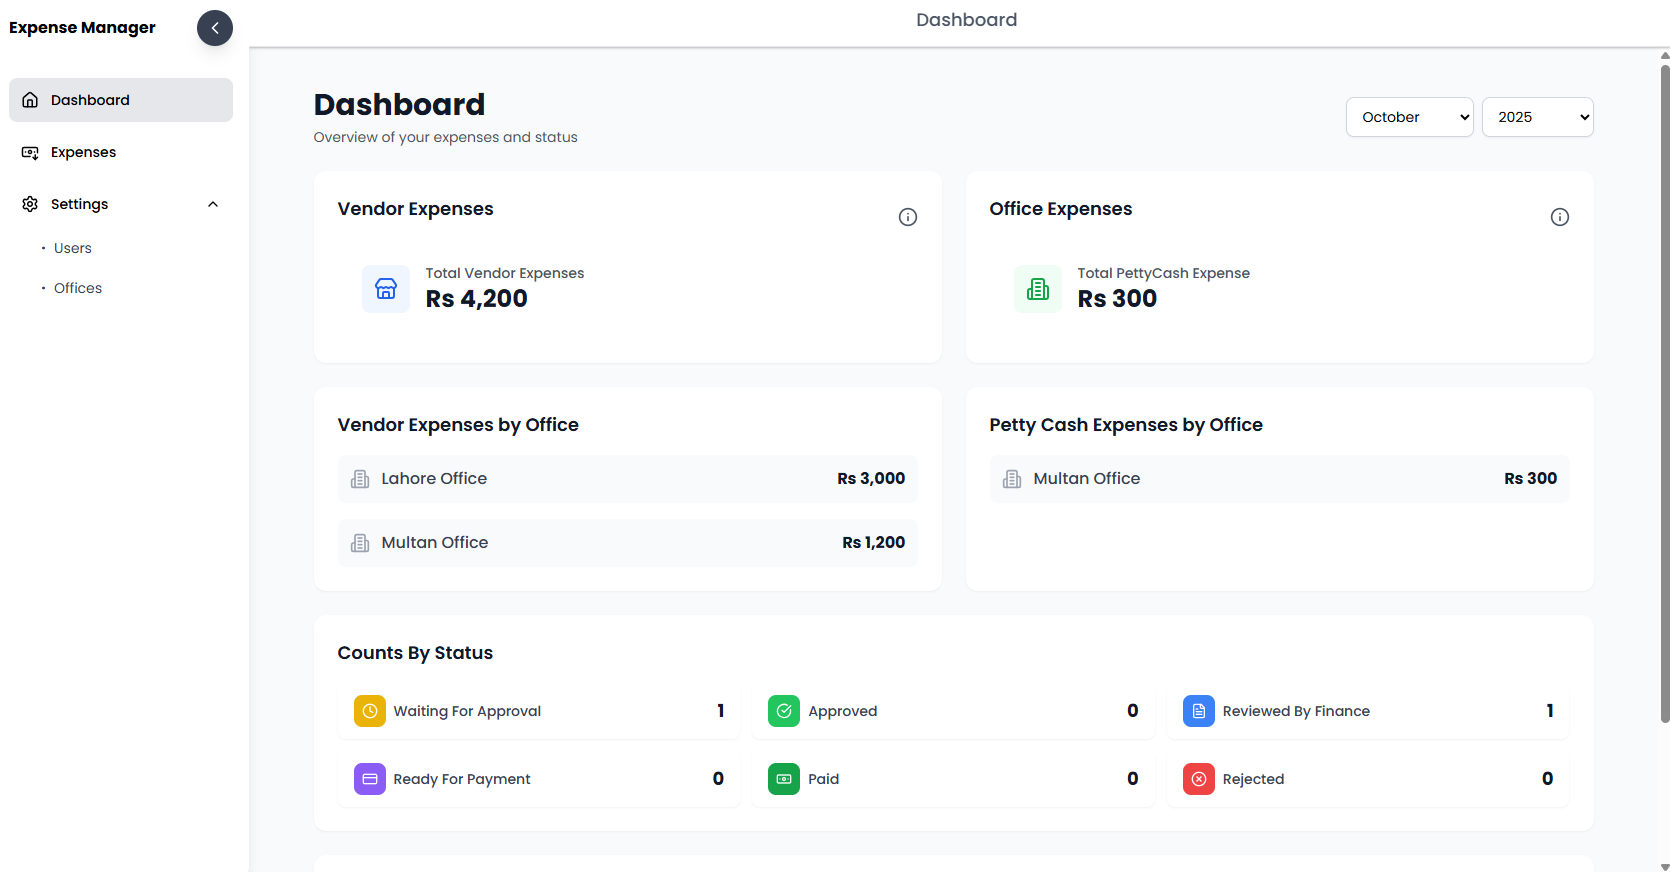 Expense Manager
Dashboard
Dashboard
Expenses
Settings
• Users
• Offices
Dashboard
Overview of your expenses and status
October
2025
Vendor Expenses
Total Vendor Expenses
Rs 4,200
Office Expenses
Total PettyCash Expense
Rs 300
Vendor Expenses by Office
Lahore Office Rs 3,000
Multan Office Rs 1,200
Petty Cash Expenses by Office
Multan Office Rs 300
Counts By Status
Waiting For Approval 1
Approved 0
Reviewed By Finance 1
Ready For Payment 0
Paid 0
Rejected 0